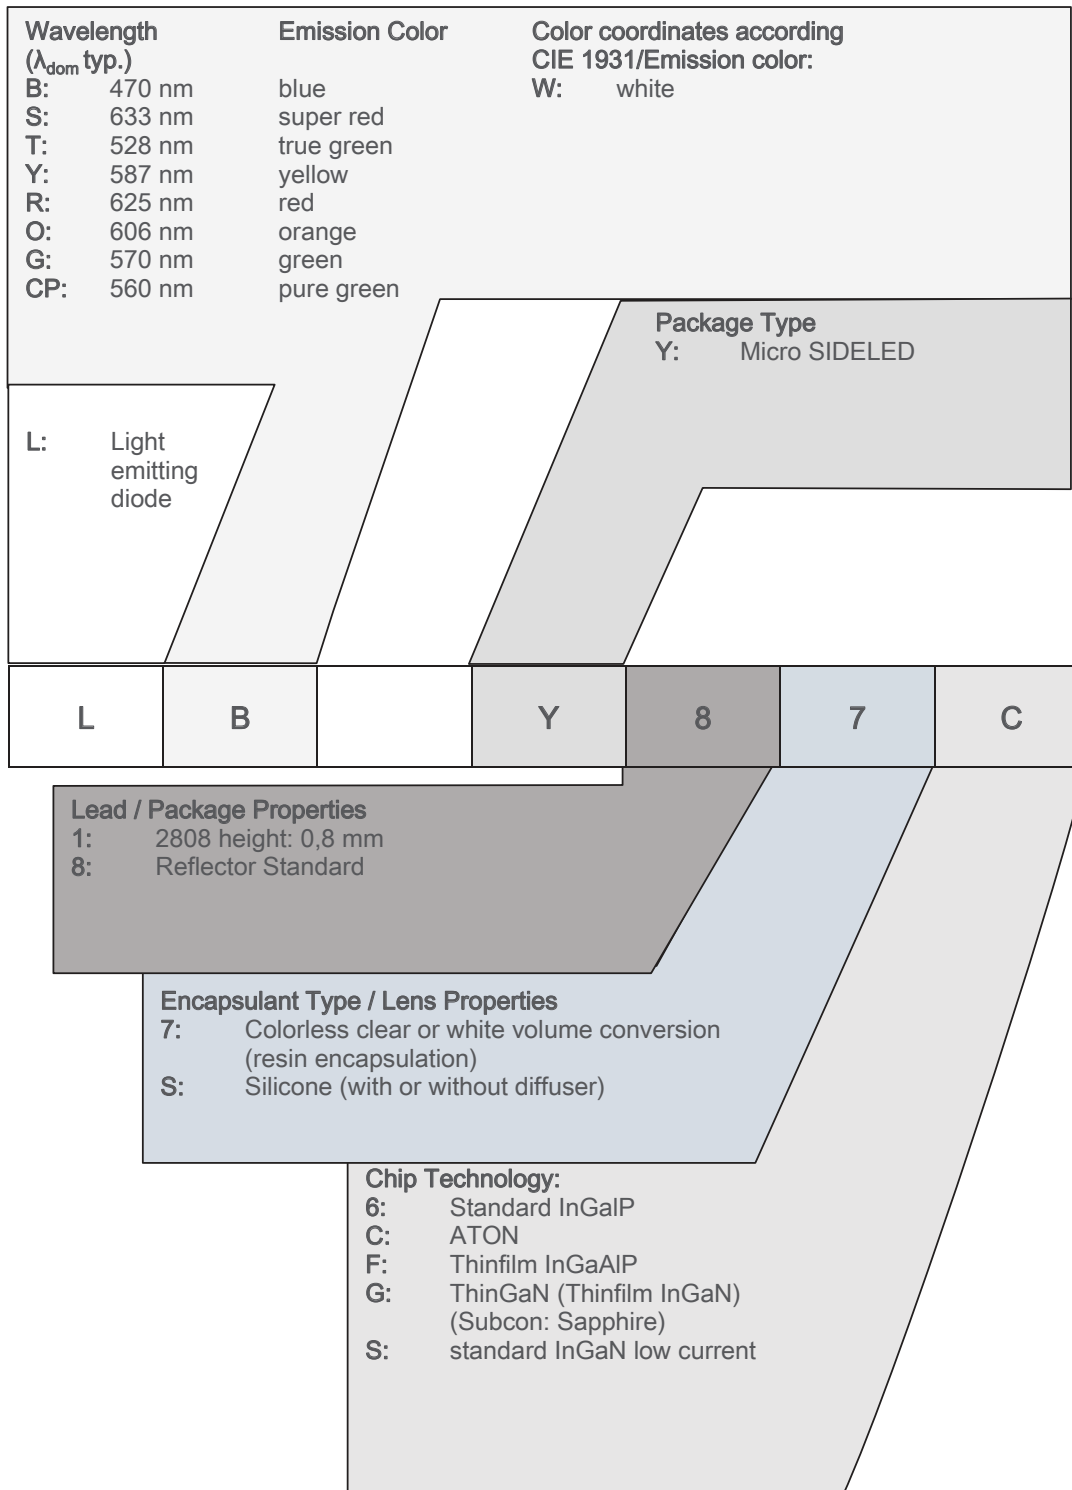 Wavelength Emission Color Color coordinates according
(λdom typ.) CIE 1931/Emission color:
B: 470 nm blue W: white
S: 633 nm super red
T: 528 nm true green
Y: 587 nm yellow
R: 625 nm red
O: 606 nm orange
G: 570 nm green
CP: 560 nm pure green
Package Type
Y: Micro SIDELED
L: Light
emitting
diode
L B Y 8 7 C
Lead / Package Properties
1: 2808 height: 0,8 mm
8: Reflector Standard
Encapsulant Type / Lens Properties
7: Colorless clear or white volume conversion
(resin encapsulation)
S: Silicone (with or without diffuser)
Chip Technology:
6: Standard InGalP
C: ATON
F: Thinfilm InGaAlP
G: ThinGaN (Thinfilm InGaN)
(Subcon: Sapphire)
S: standard InGaN low current